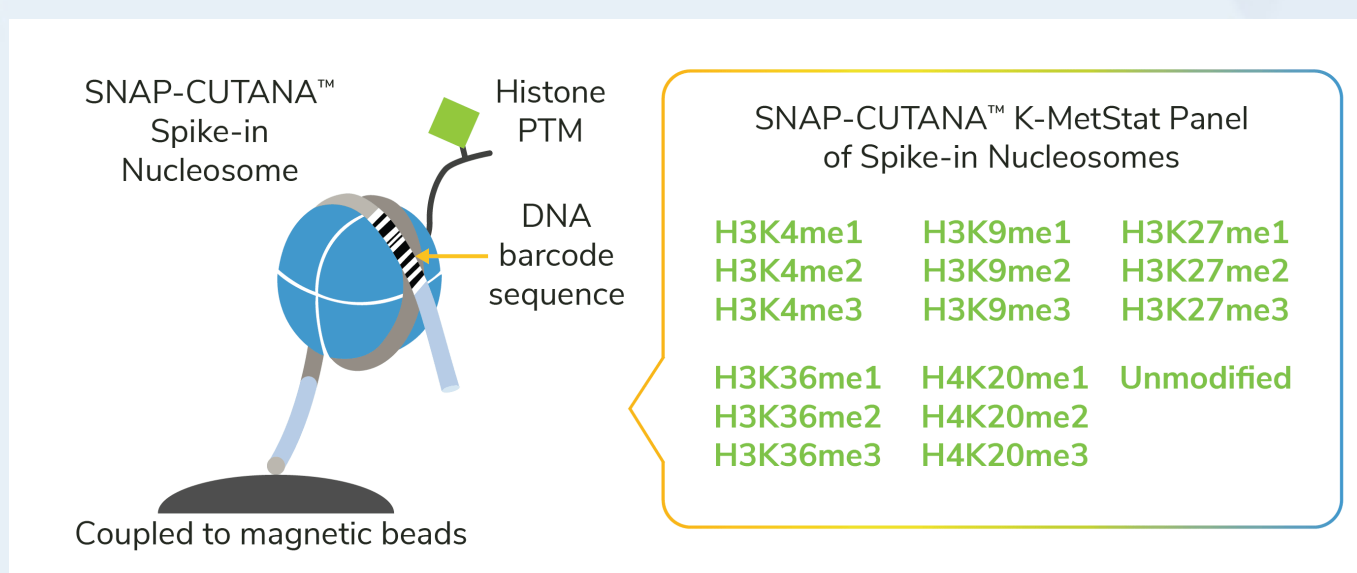 SNAP-CUTANA™
Spike-in
Nucleosome
Histone
PTM
DNA
barcode
sequence
Coupled to magnetic beads
SNAP-CUTANA™ K-MetStat Panel
of Spike-in Nucleosomes
H3K4me1 H3K9me1 H3K27me1
H3K4me2 H3K9me2 H3K27me2
H3K4me3 H3K9me3 H3K27me3
H3K36me1 H4K20me1 Unmodified
H3K36me2 H4K20me2
H3K36me3 H4K20me3